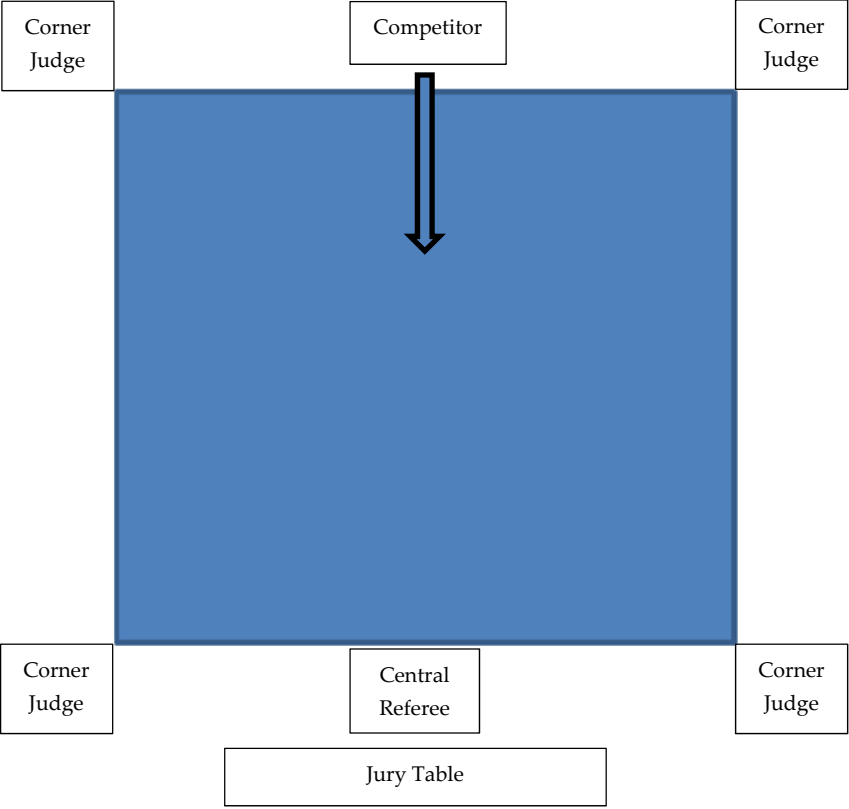 Corner
Judge
Competitor
Corner
Judge
Corner
Judge
Central
Referee
Corner
Judge
Jury Table